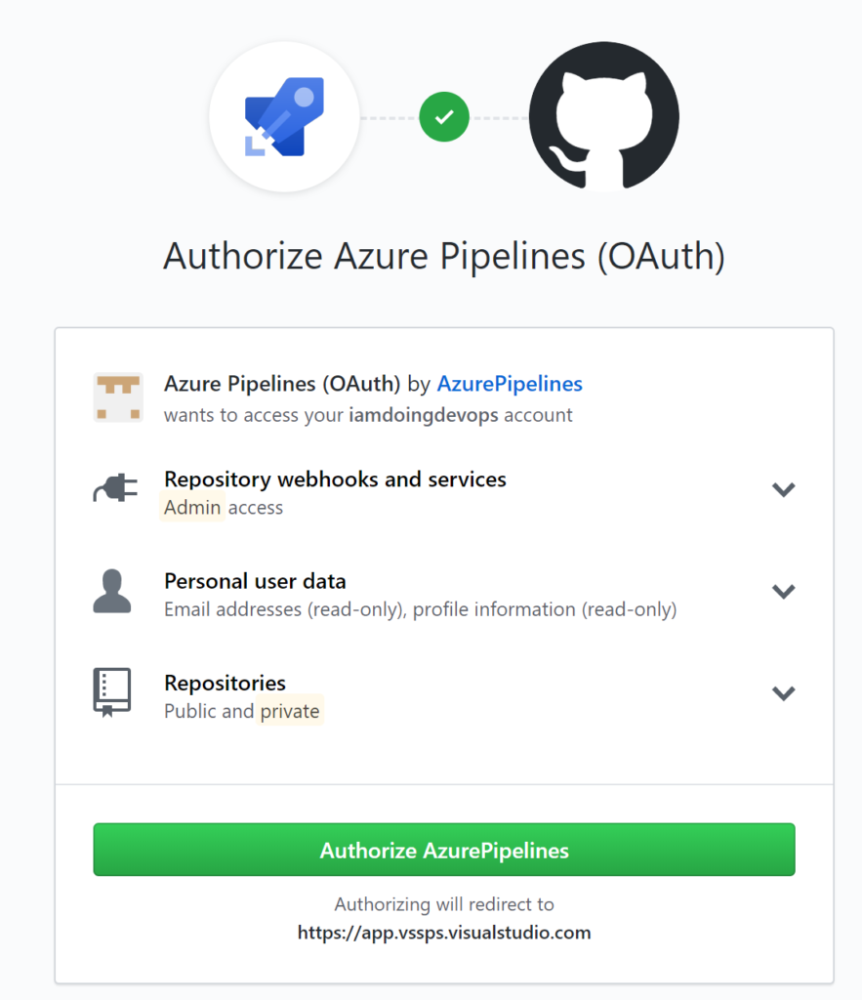 Authorize Azure Pipelines (OAuth)
Azure Pipelines (OAuth) by AzurePipelines
wants to access your iamdoingdevops account
Repository webhooks and services
Admin access
Personal user data
Email addresses (read-only), profile information (read-only)
Repositories
Public and private
Authorize AzurePipelines
Authorizing will redirect to
https://app.vssps.visualstudio.com